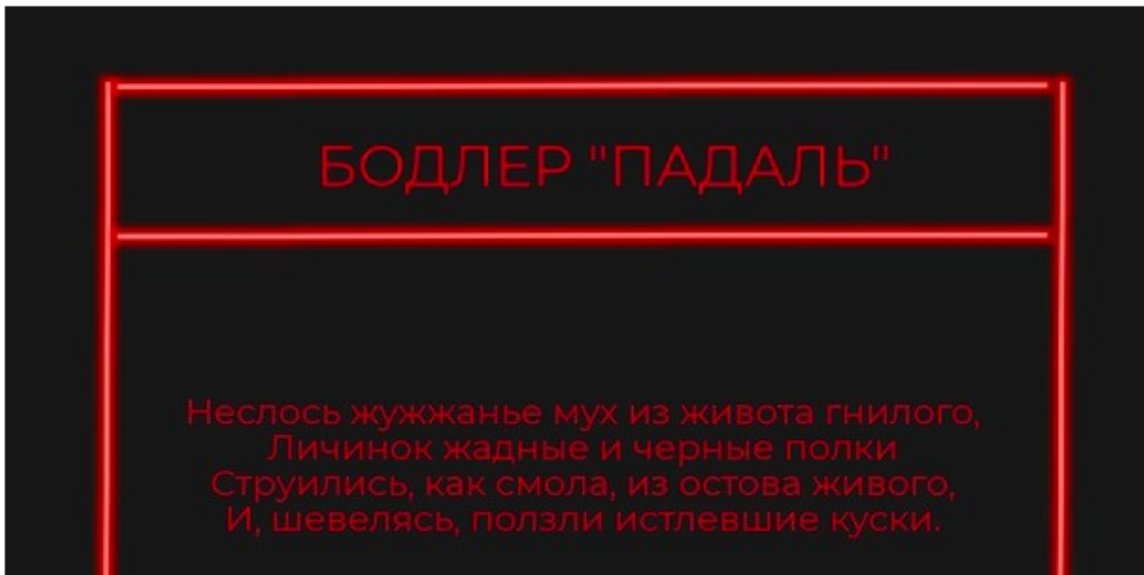 БОДЛЕР "ПАДАЛЬ"
Неслось жужжанье мух из живота гнилого,
Личинок жадные и черные полки
Струились, как смола, из остова живого,
И, шевелясь, ползли истлевшие куски.